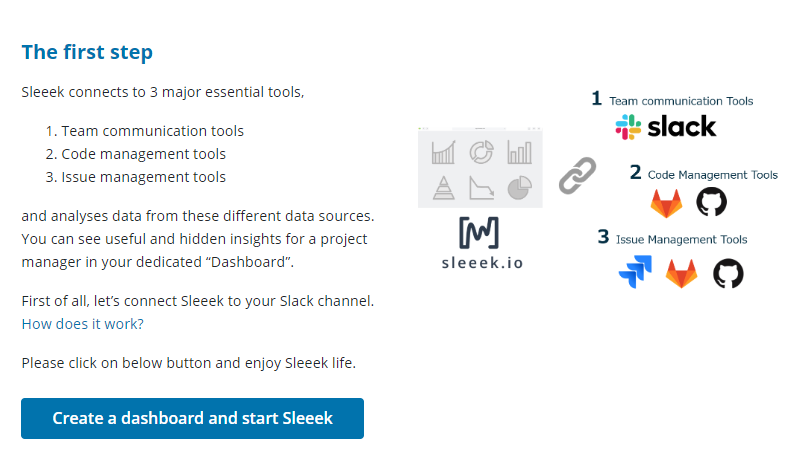 The first step
Sleeek connects to 3 major essential tools,
1. Team communication tools
2. Code management tools
3. Issue management tools
and analyses data from these different data sources.
You can see useful and hidden insights for a project
manager in your dedicated “Dashboard”.
First of all, let’s connect Sleeek to your Slack channel.
How does it work?
Please click on below button and enjoy Sleeek life.
Create a dashboard and start Sleeek
sleeek.io
1 Team communication Tools
slack
2 Code Management Tools
3 Issue Management Tools